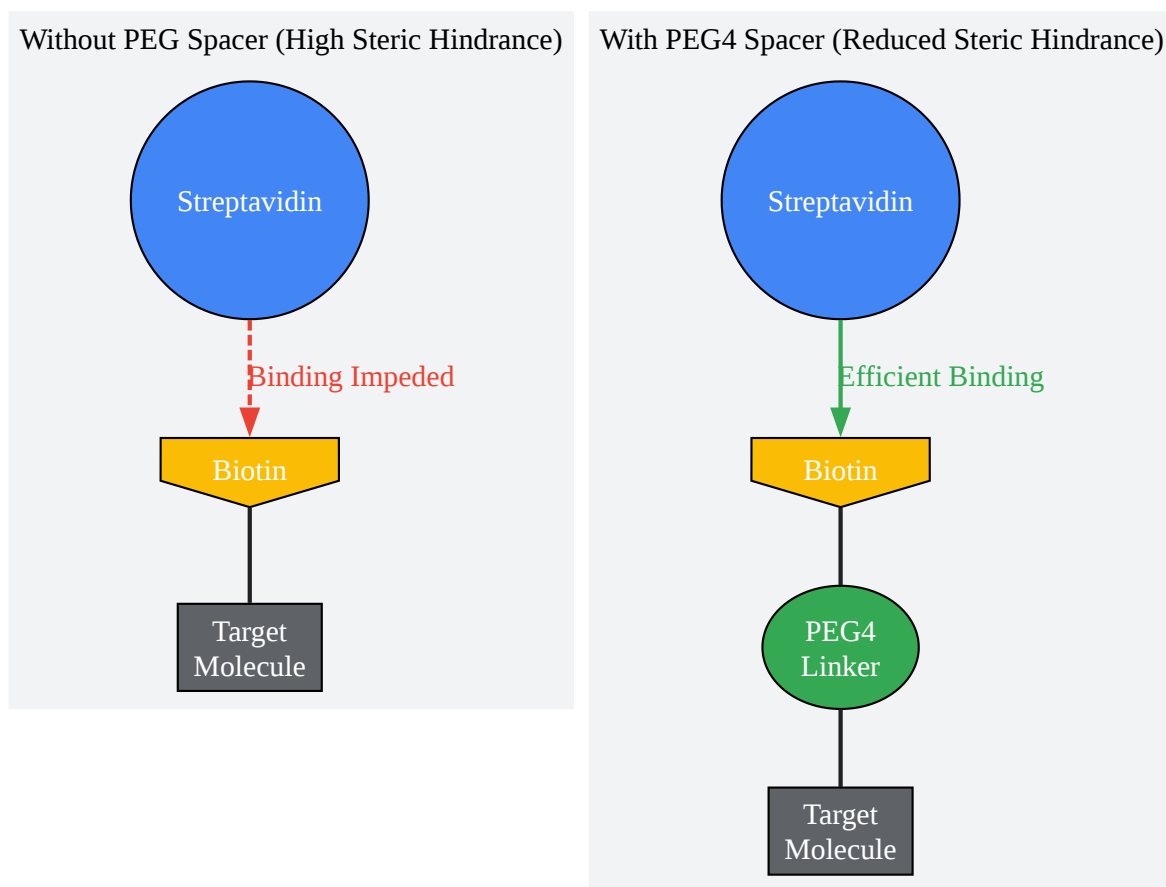 Without PEG Spacer (High Steric Hindrance)
Streptavidin
Binding Impeded
Biotin
Target
Molecule
With PEG4 Spacer (Reduced Steric Hindrance)
Streptavidin
Efficient Binding
Biotin
PEG4
Linker
Target
Molecule